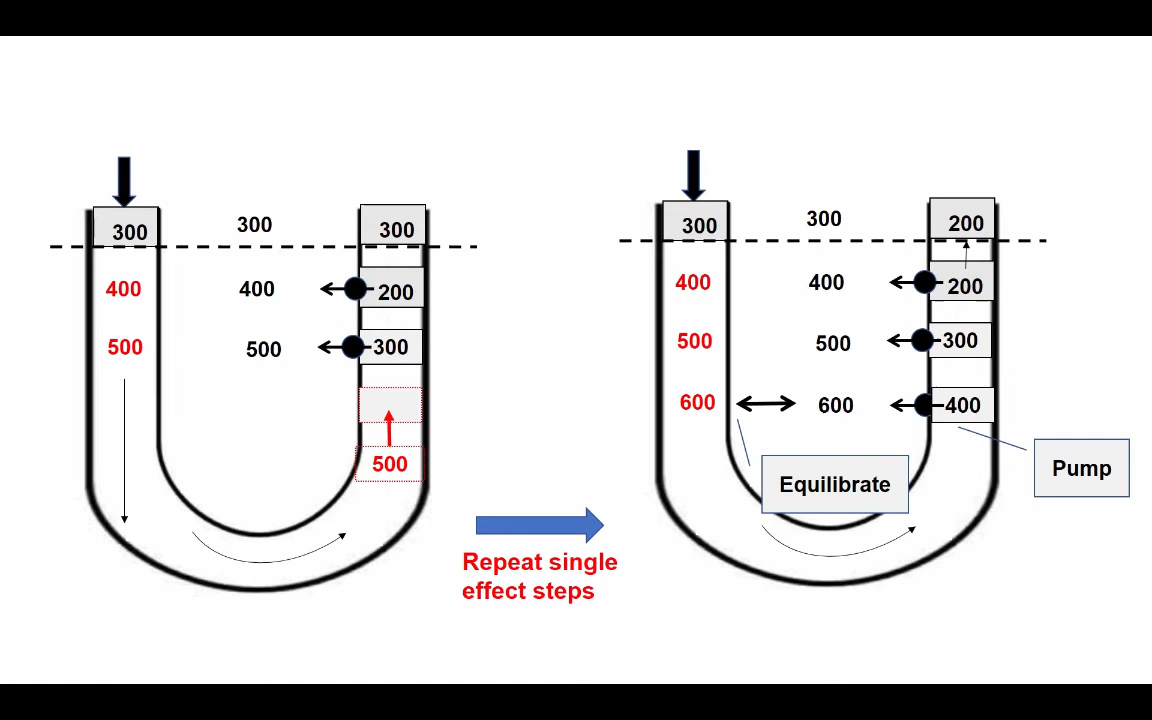 300 300 300
400 400 200
500 500 300
500
Repeat single
effect steps
300 300 200
400 400 200
500 500 300
600 600 400
Equilibrate
Pump